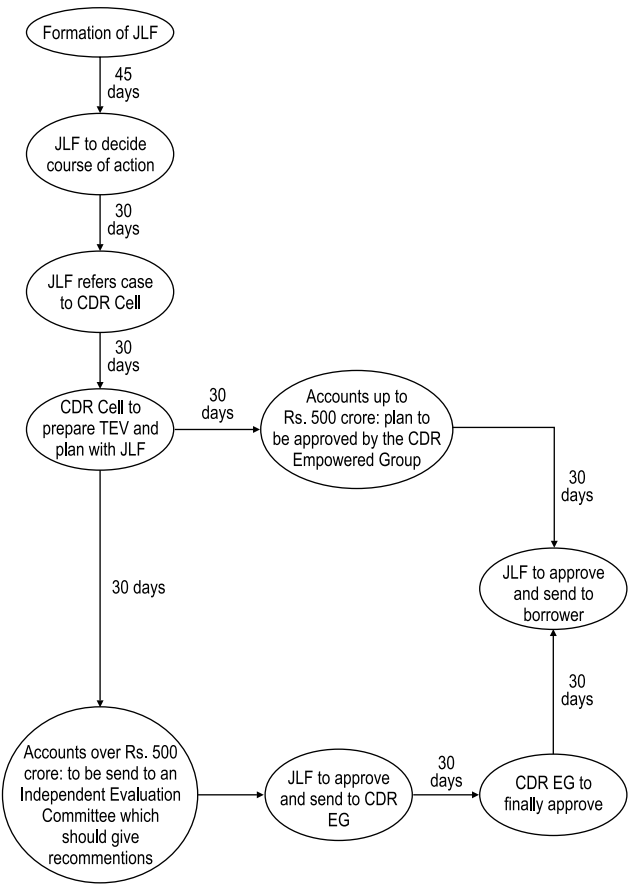 Formation of JLF
45
days
JLF to decide
course of action
30
days
JLF refers case
to CDR Cell
30
days
CDR Cell to
prepare TEV and
plan with JLF
30
days
Accounts up to
Rs. 500 crore: plan to
be approved by the CDR
Empowered Group
30
days
JLF to approve
and send to
borrower
30 days
30
days
Accounts over Rs. 500
crore: to be send to an
Independent Evaluation
Committee which
should give
recommentions
JLF to approve
and send to CDR
EG
30
days
CDR EG to
finally approve